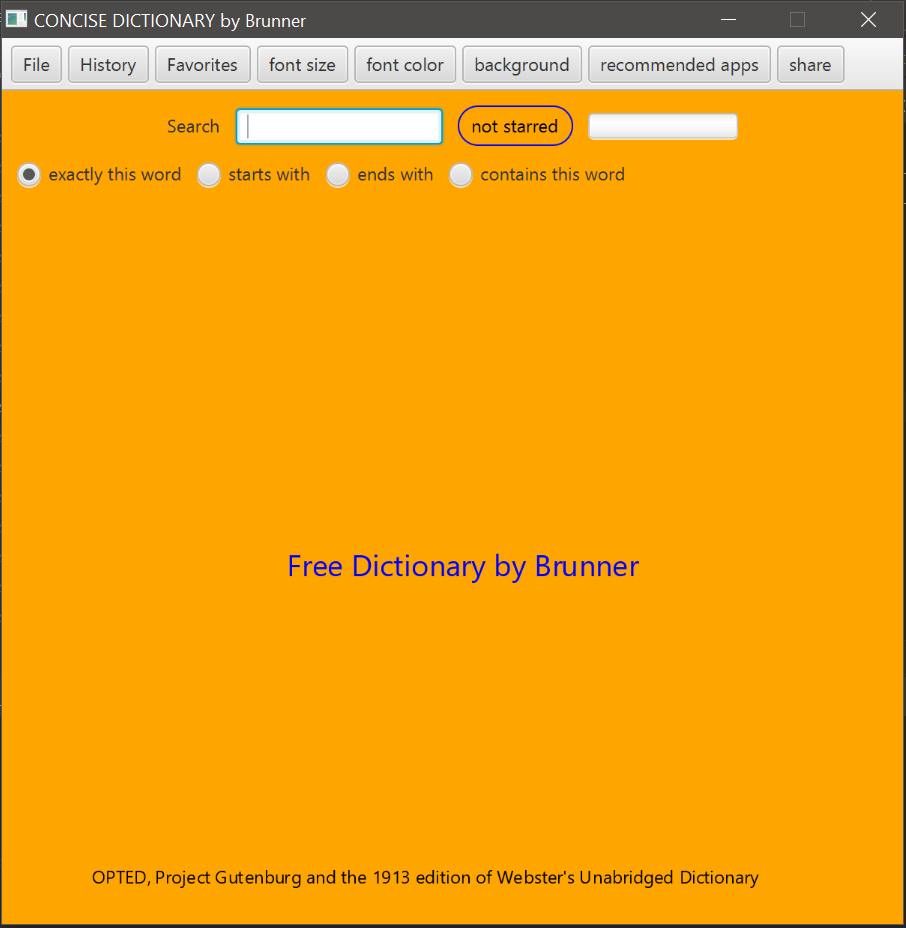 CONCISE DICTIONARY by Brunner
File History Favorites font size font color background recommended apps share
Search not starred
exactly this word starts with ends with contains this word
Free Dictionary by Brunner
OPTED, Project Gutenburg and the 1913 edition of Webster's Unabridged Dictionary